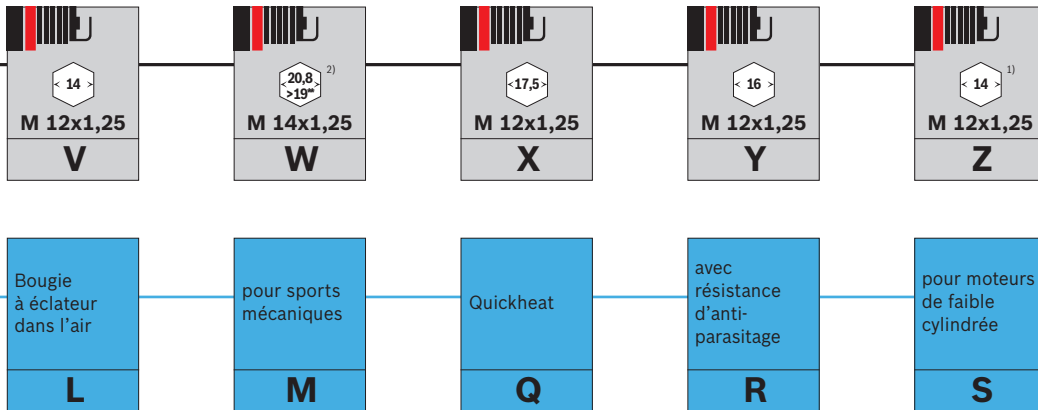 14
M 12x1,25
V
20,8 2)
>19**
M 14x1,25
W
17,5
M 12x1,25
X
16
M 12x1,25
Y
14 1)
M 12x1,25
Z
Bougie
à éclateur
dans l’air
L
pour sports
mécaniques
M
Quickheat
Q
avec
résistance
d’anti-
parasitage
R
pour moteurs
de faible
cylindrée
S